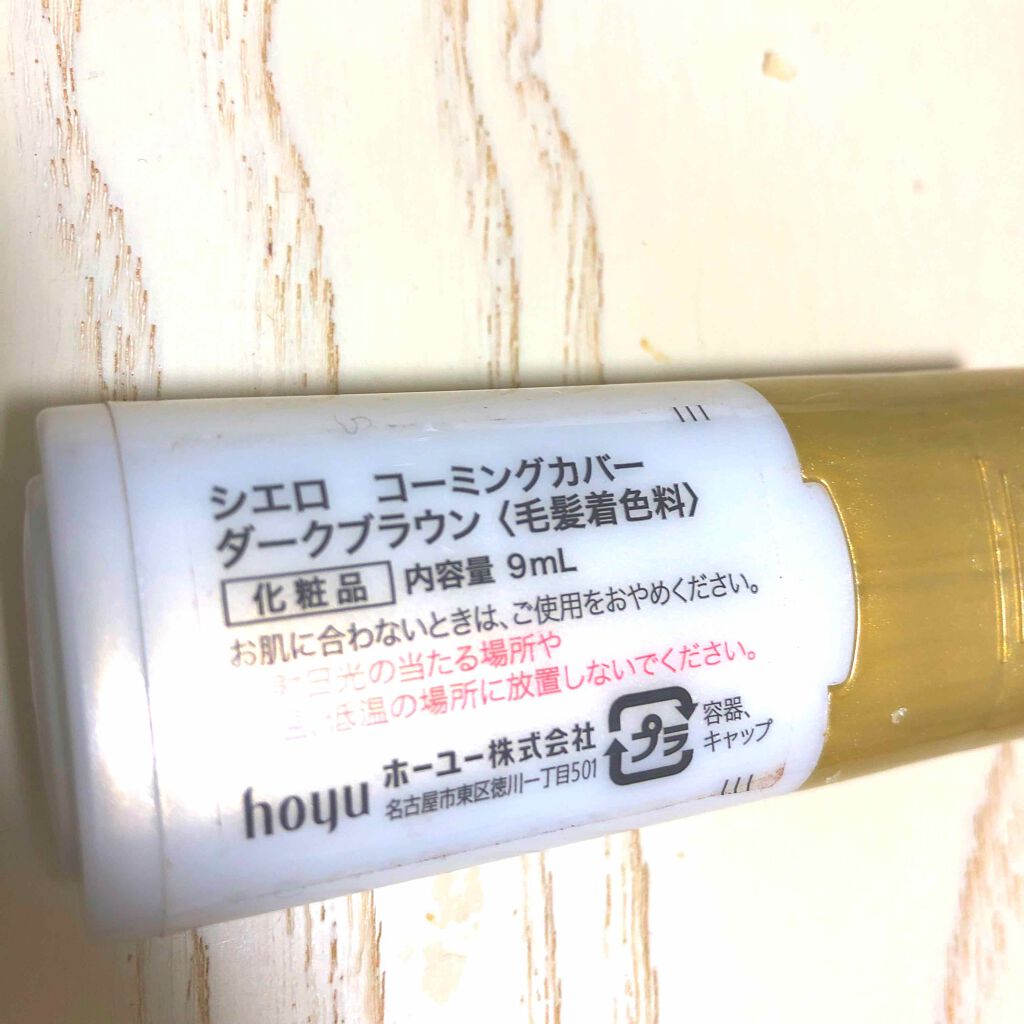 シエロ　コーミングカバー
ダークブラウン〈毛髪着色料〉
化粧品 内容量 9mL
お肌に合わないときは、ご使用をおやめください。
日光の当たる場所や
低温の場所に放置しないでください。
プラ 容器、
キャップ
hoyu ホーユー株式会社
名古屋市東区徳川一丁目501